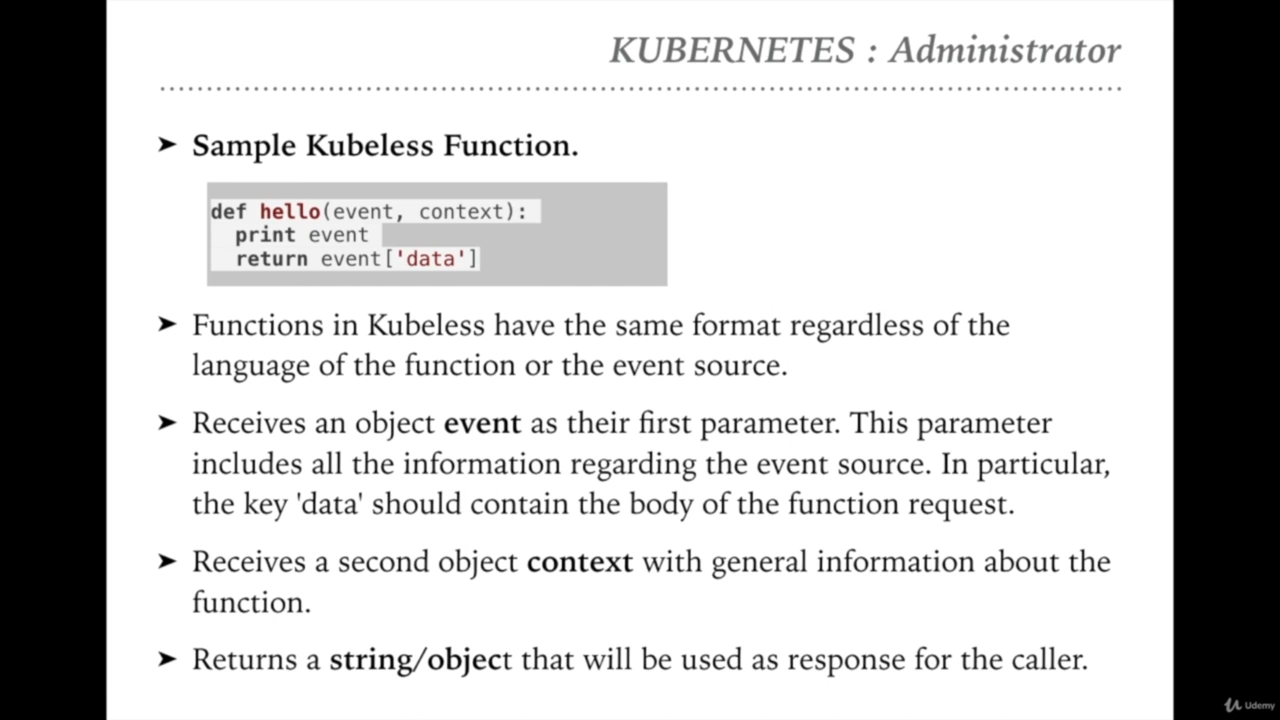 KUBERNETES : Administrator
➤ Sample Kubeless Function.
def hello(event, context):
  print event
  return event['data']
➤ Functions in Kubeless have the same format regardless of the
language of the function or the event source.
➤ Receives an object event as their first parameter. This parameter
includes all the information regarding the event source. In particular,
the key 'data' should contain the body of the function request.
➤ Receives a second object context with general information about the
function.
➤ Returns a string/object that will be used as response for the caller.
Udemy